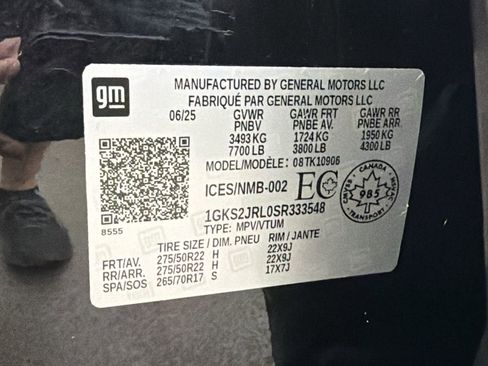 gm
MANUFACTURED BY GENERAL MOTORS LLC
FABRIQUÉ PAR GENERAL MOTORS LLC
06/25 GVWR GAWR FRT GAWR RR
PNBV PNBE AV. PNBE ARR.
3493 KG 1724 KG 1950 KG
7700 LB 3800 LB 4300 LB
MODEL/MODÈLE: 08TK10906
ICES/NMB-002 EC
CANADA
985
TRANSPORT
8555
1GKS2JRL0SR333548
TYPE: MPV/VTUM
TIRE SIZE / DIM. PNEU RIM / JANTE
FRT/AV. 275/50R22 H 22X9J
RR/ARR. 275/50R22 H 22X9J
SPA/SOS 265/70R17 S 17X7J